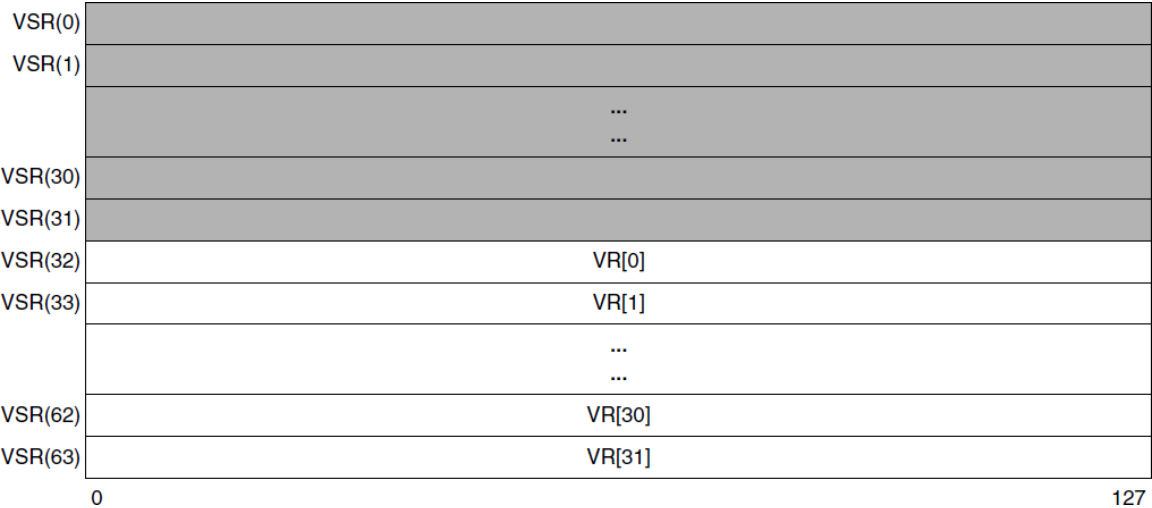 VSR(0)
VSR(1)
...
...
VSR(30)
VSR(31)
VSR(32) VR[0]
VSR(33) VR[1]
...
...
VSR(62) VR[30]
VSR(63) VR[31]
0 127